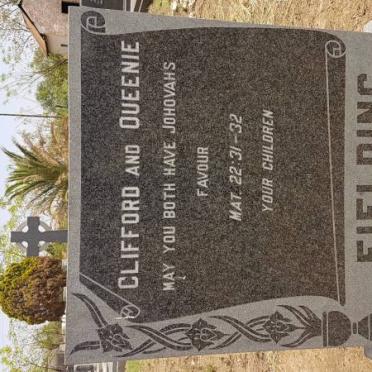 CLIFFORD AND QUEENIE
MAY YOU BOTH HAVE JOHOVAHS
FAVOUR
MAT. 22:31-32
YOUR CHILDREN
FIELDING